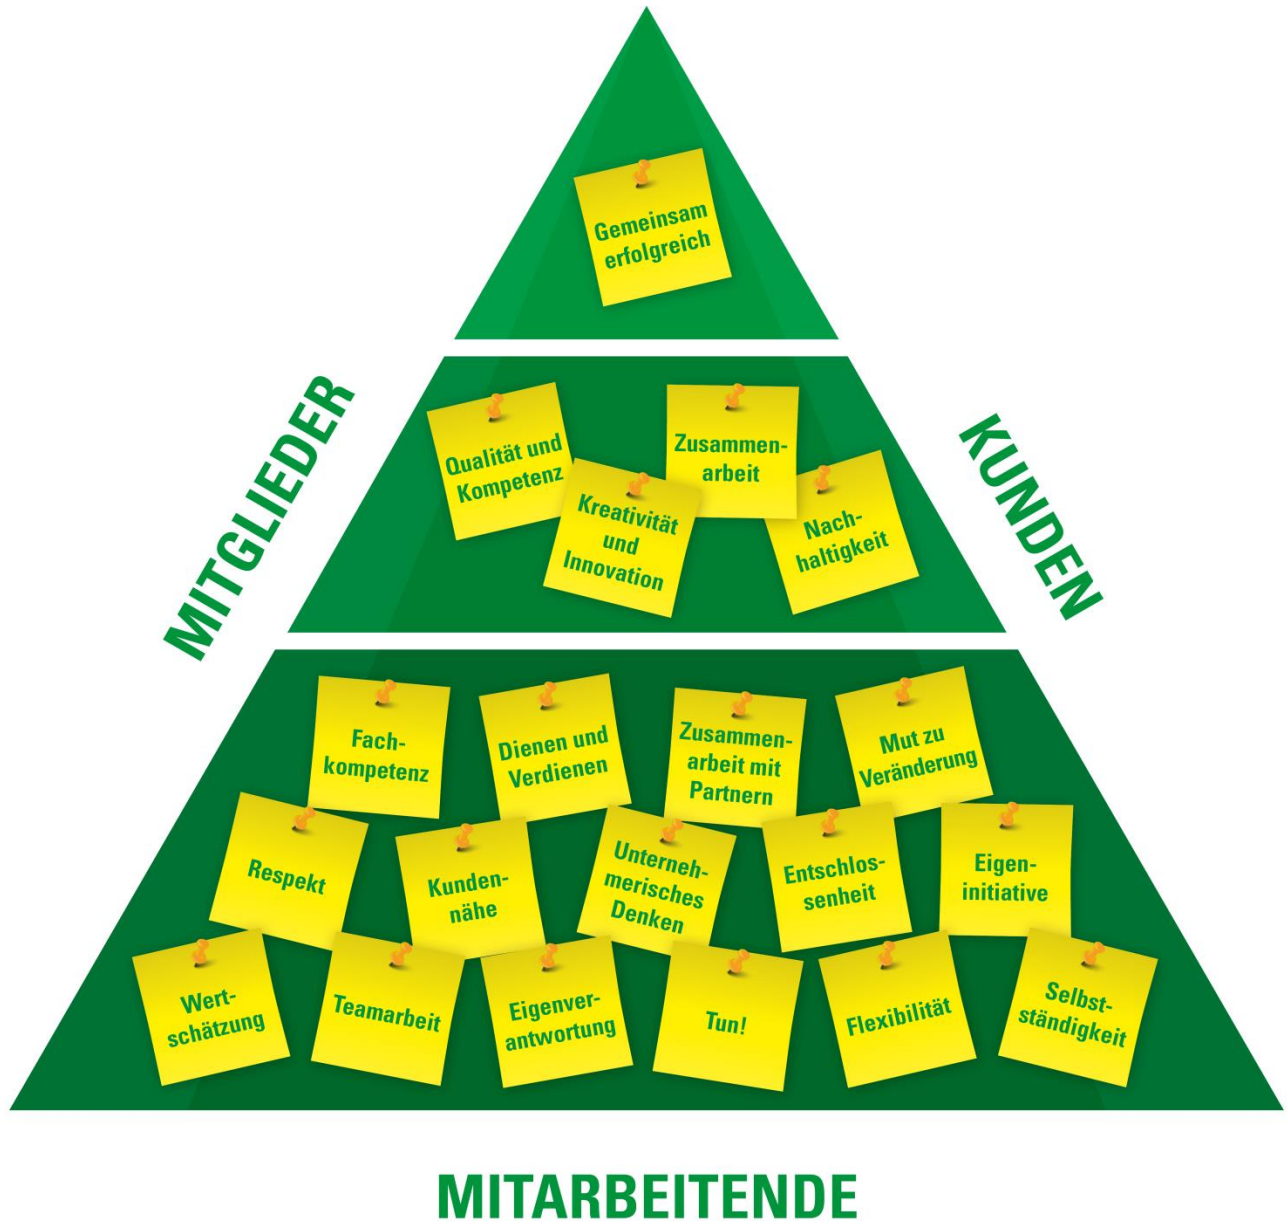 Gemeinsam
erfolgreich
MITGLIEDER
KUNDEN
Qualität und
Kompetenz
Kreativität
und
Innovation
Zusammen-
arbeit
Nach-
haltigkeit
Fach-
kompetenz
Dienen und
Verdienen
Zusammen-
arbeit mit
Partnern
Mut zu
Veränderung
Respekt
Kunden-
nähe
Unterneh-
merisches
Denken
Entschlos-
senheit
Eigen-
initiative
Wert-
schätzung
Teamarbeit
Eigenver-
antwortung
Tun!
Flexibilität
Selbst-
ständigkeit
MITARBEITENDE